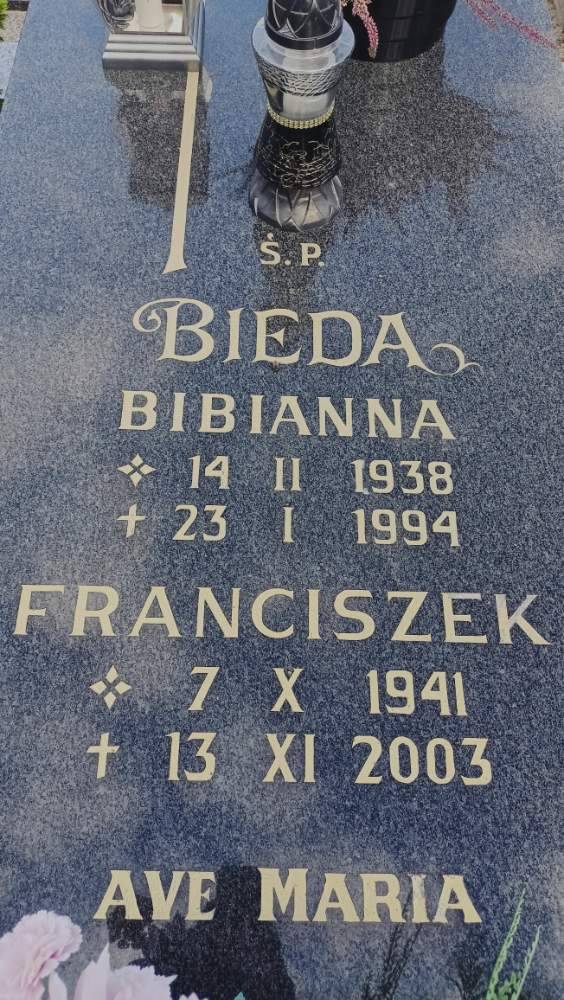 Ś.P.
BIEDA
BIBIANNA
14 II 1938
23 I 1994
FRANCISZEK
7 X 1941
13 XI 2003
AVE MARIA